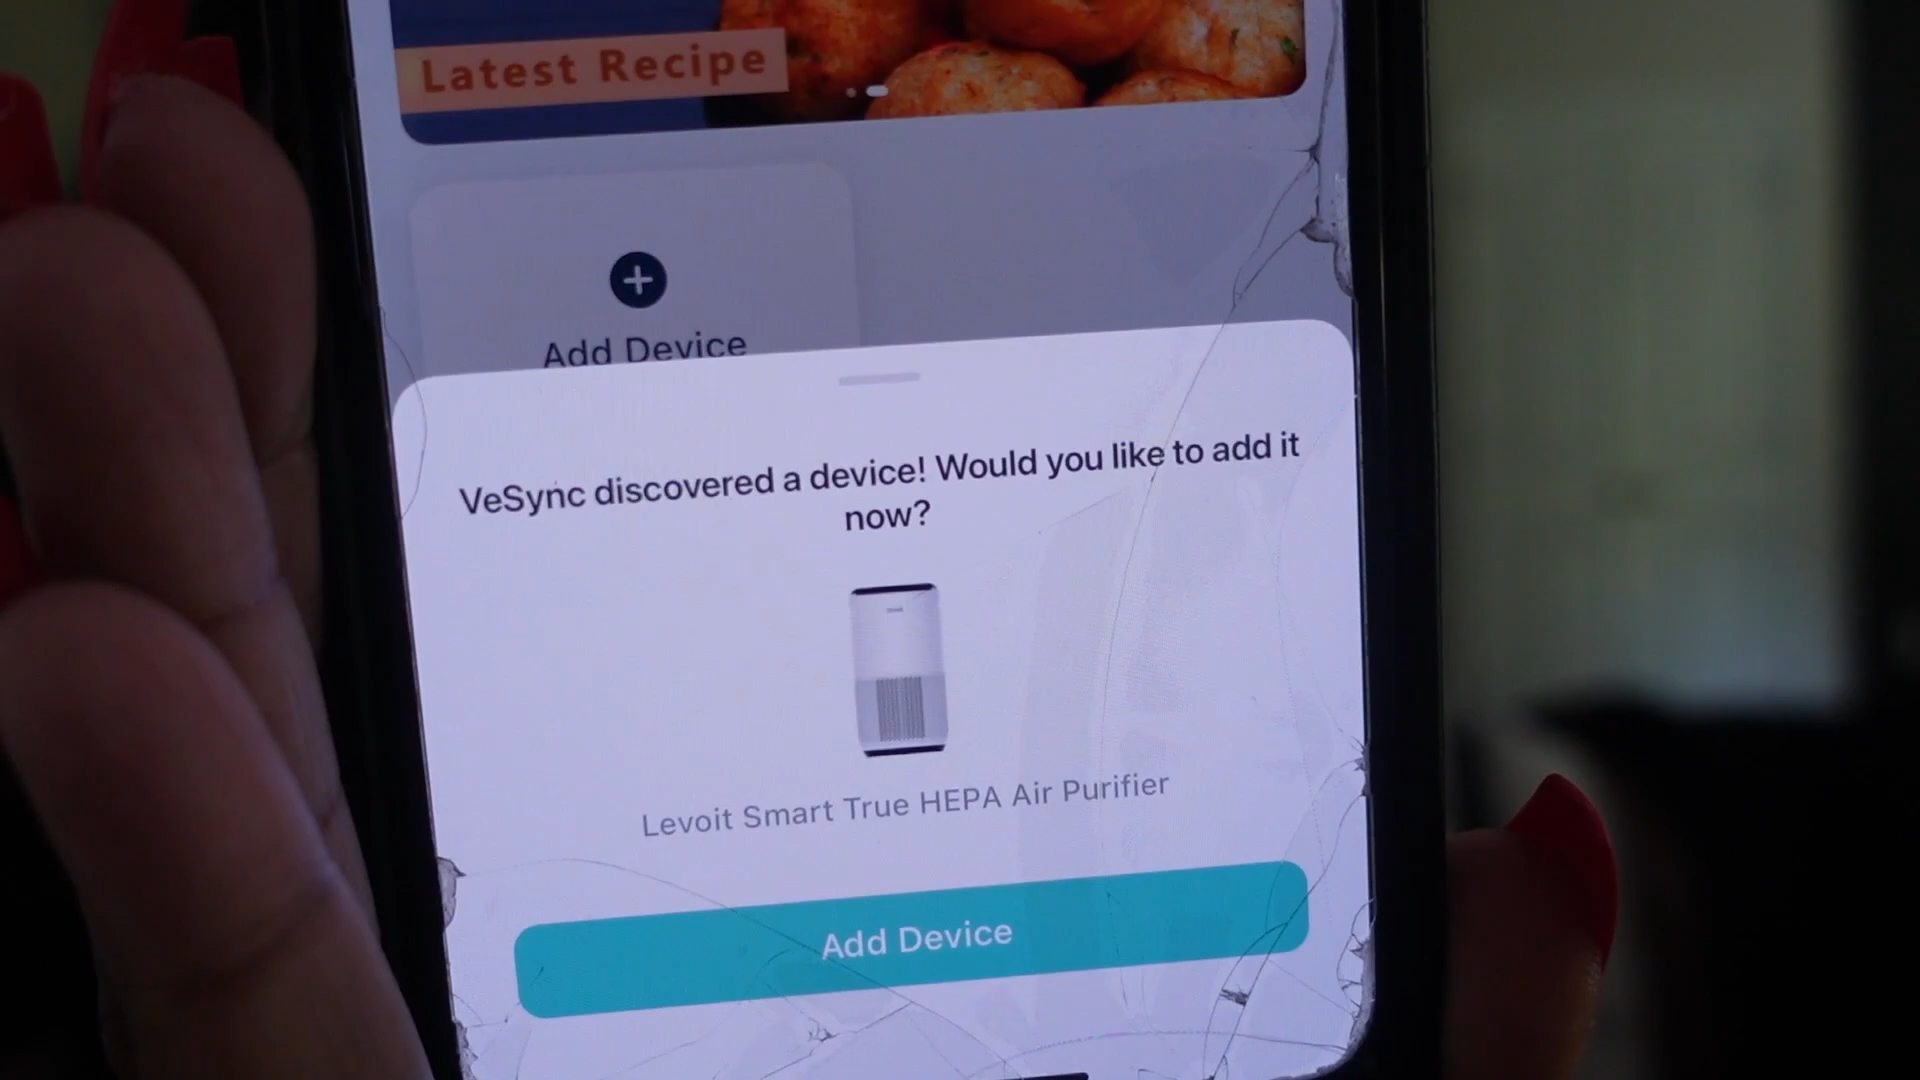 Latest Recipe
Add Device
VeSync discovered a device! Would you like to add it
now?
Levoit Smart True HEPA Air Purifier
Add Device